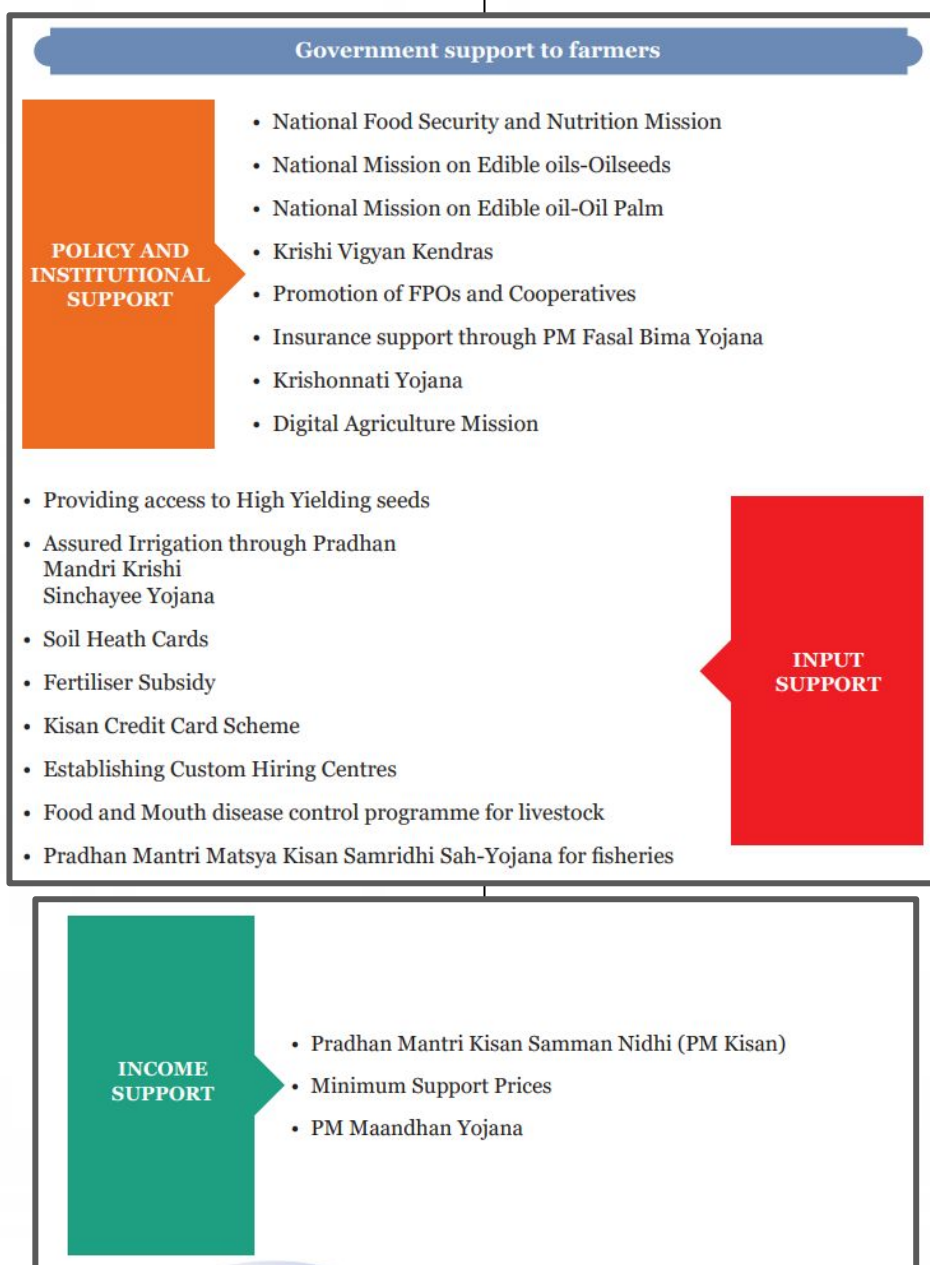 Government support to farmers
POLICY AND
INSTITUTIONAL
SUPPORT
• National Food Security and Nutrition Mission
• National Mission on Edible oils-Oilseeds
• National Mission on Edible oil-Oil Palm
• Krishi Vigyan Kendras
• Promotion of FPOs and Cooperatives
• Insurance support through PM Fasal Bima Yojana
• Krishonnati Yojana
• Digital Agriculture Mission
• Providing access to High Yielding seeds
• Assured Irrigation through Pradhan
Mandri Krishi
Sinchayee Yojana
• Soil Heath Cards
• Fertiliser Subsidy
• Kisan Credit Card Scheme
• Establishing Custom Hiring Centres
• Food and Mouth disease control programme for livestock
• Pradhan Mantri Matsya Kisan Samridhi Sah-Yojana for fisheries
INPUT
SUPPORT
INCOME
SUPPORT
• Pradhan Mantri Kisan Samman Nidhi (PM Kisan)
• Minimum Support Prices
• PM Maandhan Yojana